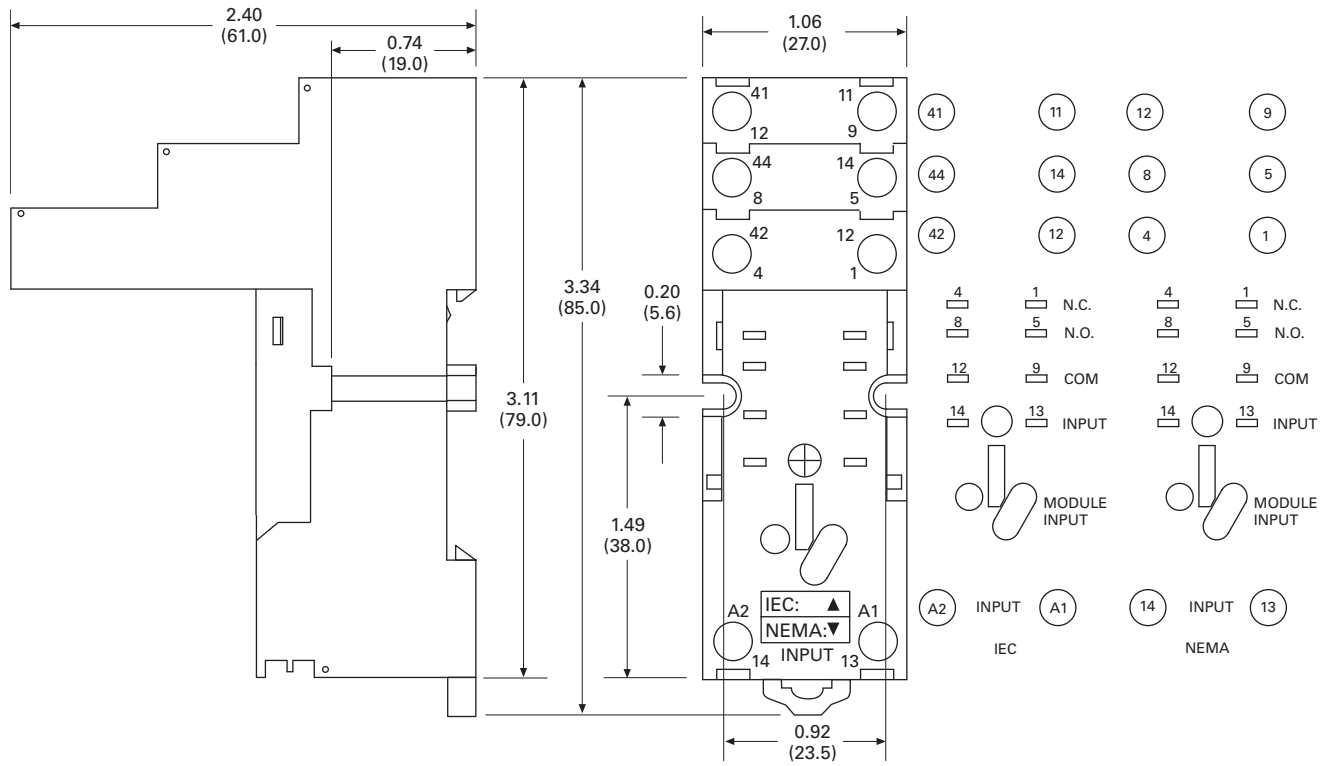 2.40
(61.0)
0.74
(19.0)
3.11
(79.0)
3.34
(85.0)
0.20
(5.6)
1.49
(38.0)
1.06
(27.0)
41 11
12 9
44 14
8 5
42 12
4 1
A2 IEC: ▲ A1
NEMA:▼
14 INPUT 13
0.92
(23.5)
41 11
44 14
42 12
4 1 N.C.
8 5 N.O.
12 9 COM
14 13 INPUT
MODULE
INPUT
A2 INPUT A1
IEC
12 9
8 5
4 1
4 1 N.C.
8 5 N.O.
12 9 COM
14 13 INPUT
MODULE
INPUT
14 INPUT 13
NEMA